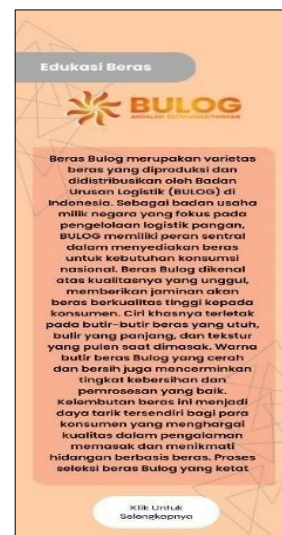 Edukasi Beras
BULOG
Beras Bulog merupakan varietas
beras yang diproduksi dan
didistribusikan oleh Badan
Urusan Logistik (BULOG) di
Indonesia. Sebagai badan usaha
milik negara yang fokus pada
pengelolaan logistik pangan,
BULOG memiliki peran sentral
dalam menyediakan beras
untuk kebutuhan konsumsi
nasional. Beras Bulog dikenal
atas kualitasnya yang unggul,
memberikan jaminan akan
beras berkualitas tinggi kepada
konsumen. Ciri khasnya terletak
pada butir-butir beras yang utuh,
bulir yang panjang, dan tekstur
yang pulen saat dimasak. Warna
butir beras Bulog yang cerah
dan bersih juga mencerminkan
tingkat kebersihan dan
pemrosesan yang baik.
Kelembutan beras ini menjadi
daya tarik tersendiri bagi para
konsumen yang menghargai
kualitas dalam pengalaman
memasak dan menikmati
hidangan berbasis beras. Proses
seleksi beras Bulog yang ketat
Klik Untuk
Selengkapnya